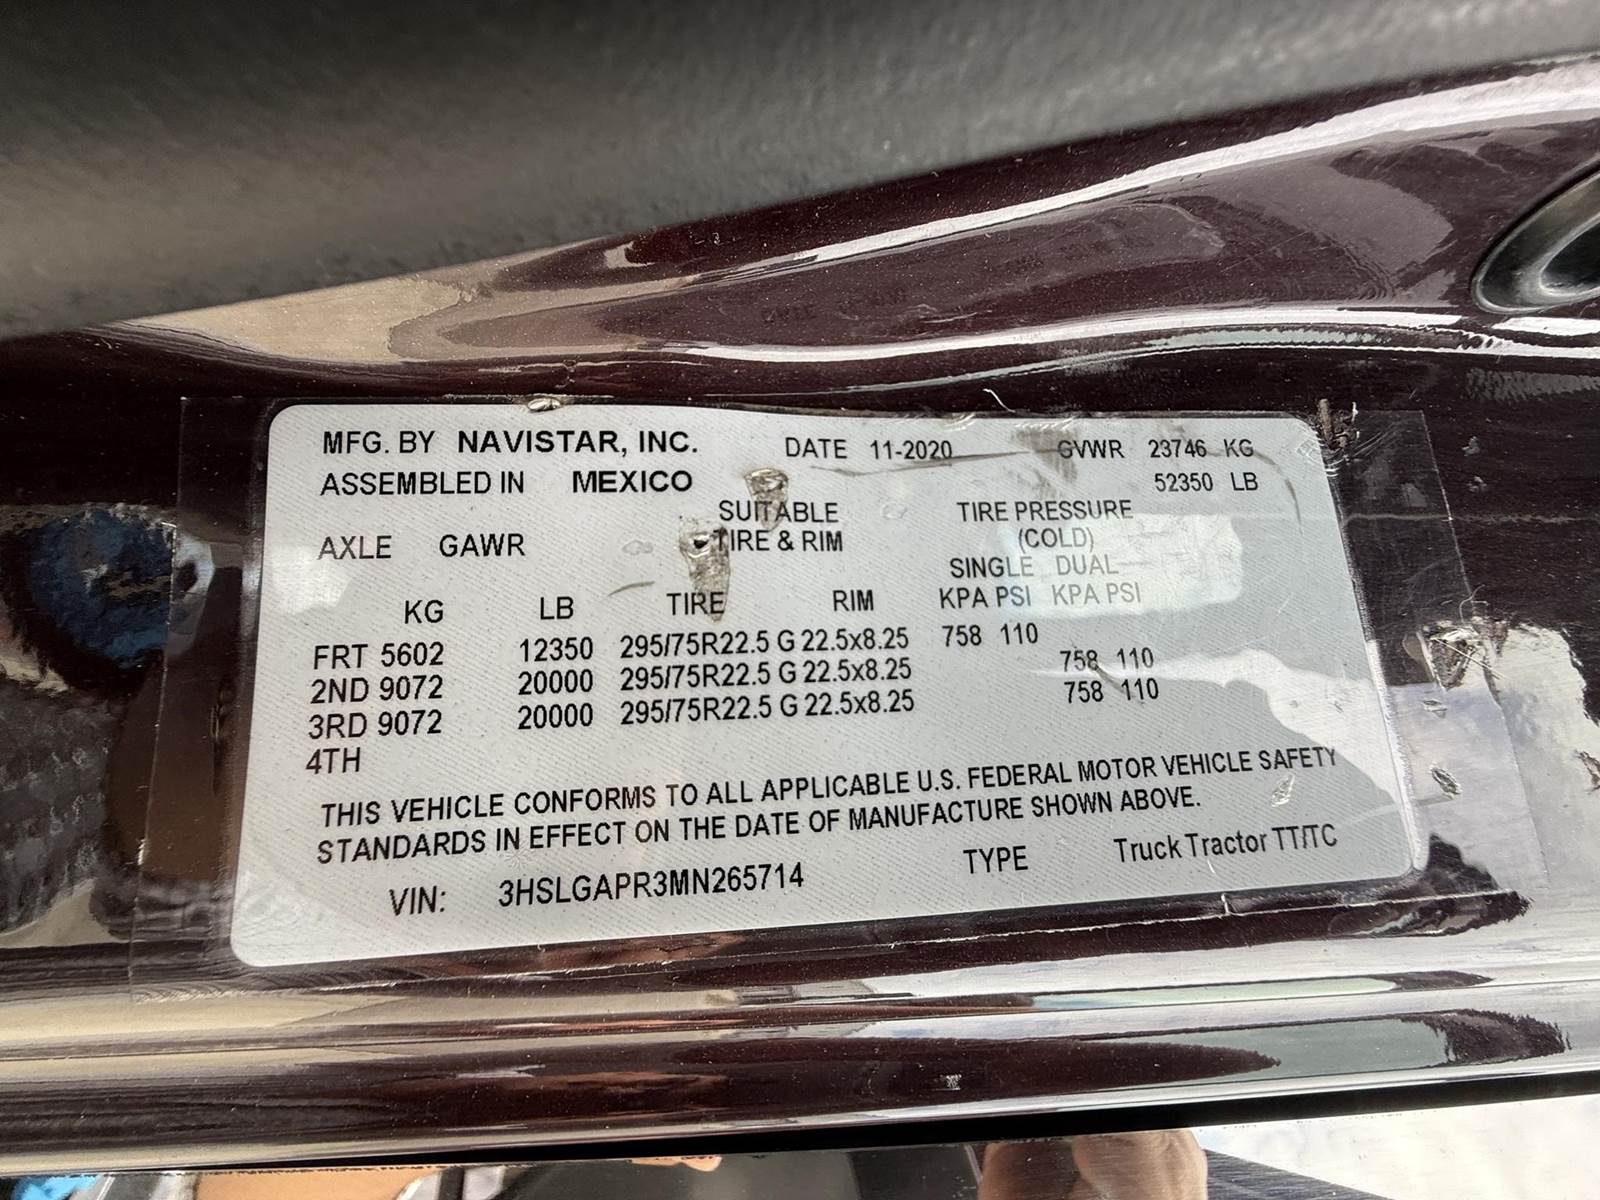 MFG. BY NAVISTAR, INC. DATE 11-2020 GVWR 23746 KG
ASSEMBLED IN MEXICO 52350 LB
SUITABLE TIRE PRESSURE
AXLE GAWR TIRE & RIM (COLD)
SINGLE DUAL
KG LB TIRE RIM KPA PSI KPA PSI
FRT 5602 12350 295/75R22.5 G 22.5x8.25 758 110
2ND 9072 20000 295/75R22.5 G 22.5x8.25 758 110
3RD 9072 20000 295/75R22.5 G 22.5x8.25 758 110
4TH
THIS VEHICLE CONFORMS TO ALL APPLICABLE U.S. FEDERAL MOTOR VEHICLE SAFETY
STANDARDS IN EFFECT ON THE DATE OF MANUFACTURE SHOWN ABOVE.
VIN: 3HSLGAPR3MN265714 TYPE Truck Tractor TT/TC